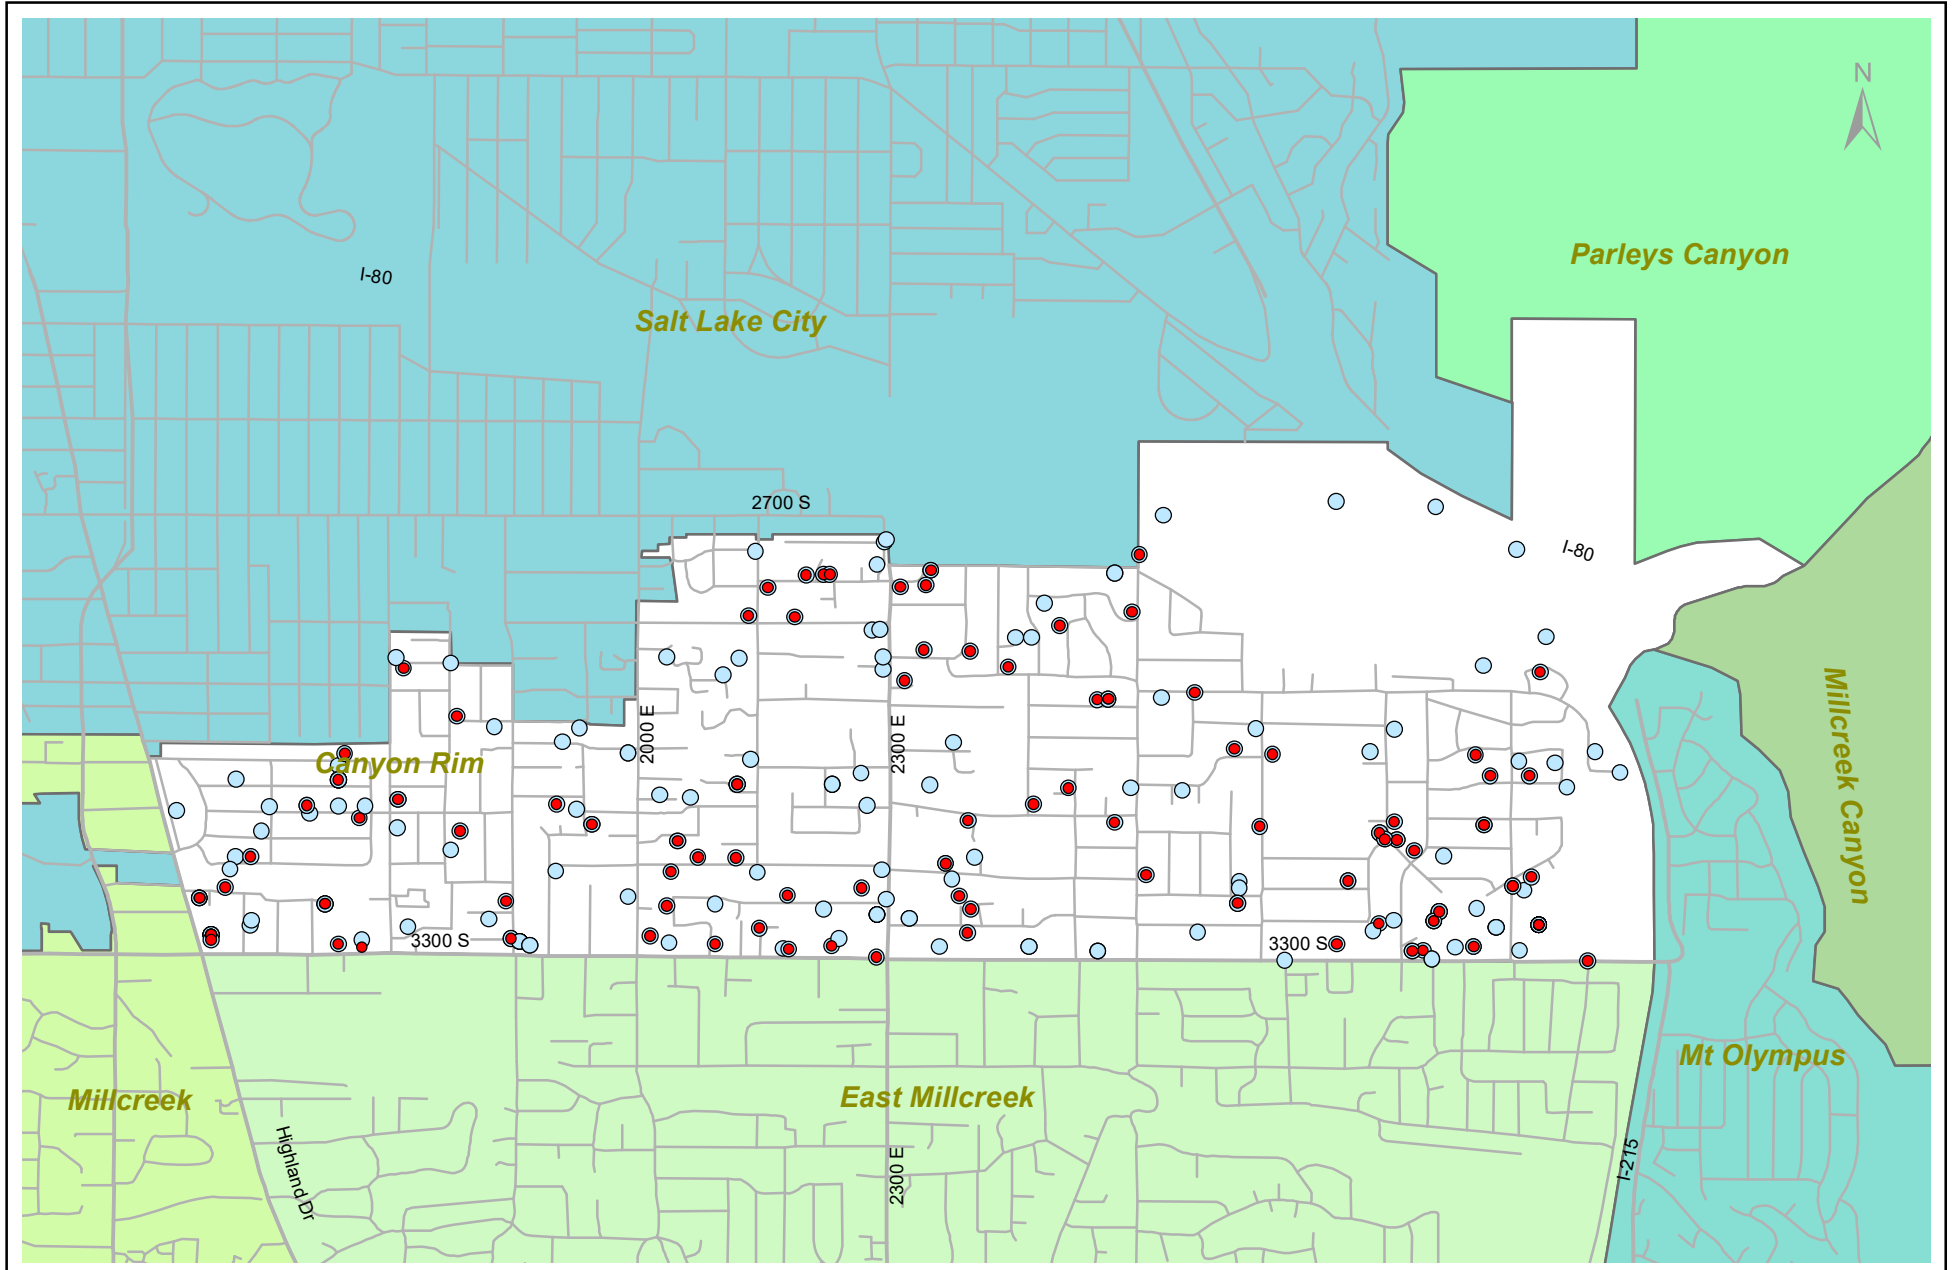 N
Parleys Canyon
I-80
Salt Lake City
2700 S
I-80
2000 E
2300 E
Millcreek Canyon
Canyon Rim
3300 S
3300 S
Mt Olympus
Millcreek
East Millcreek
Highland Dr
2300 E
I-215